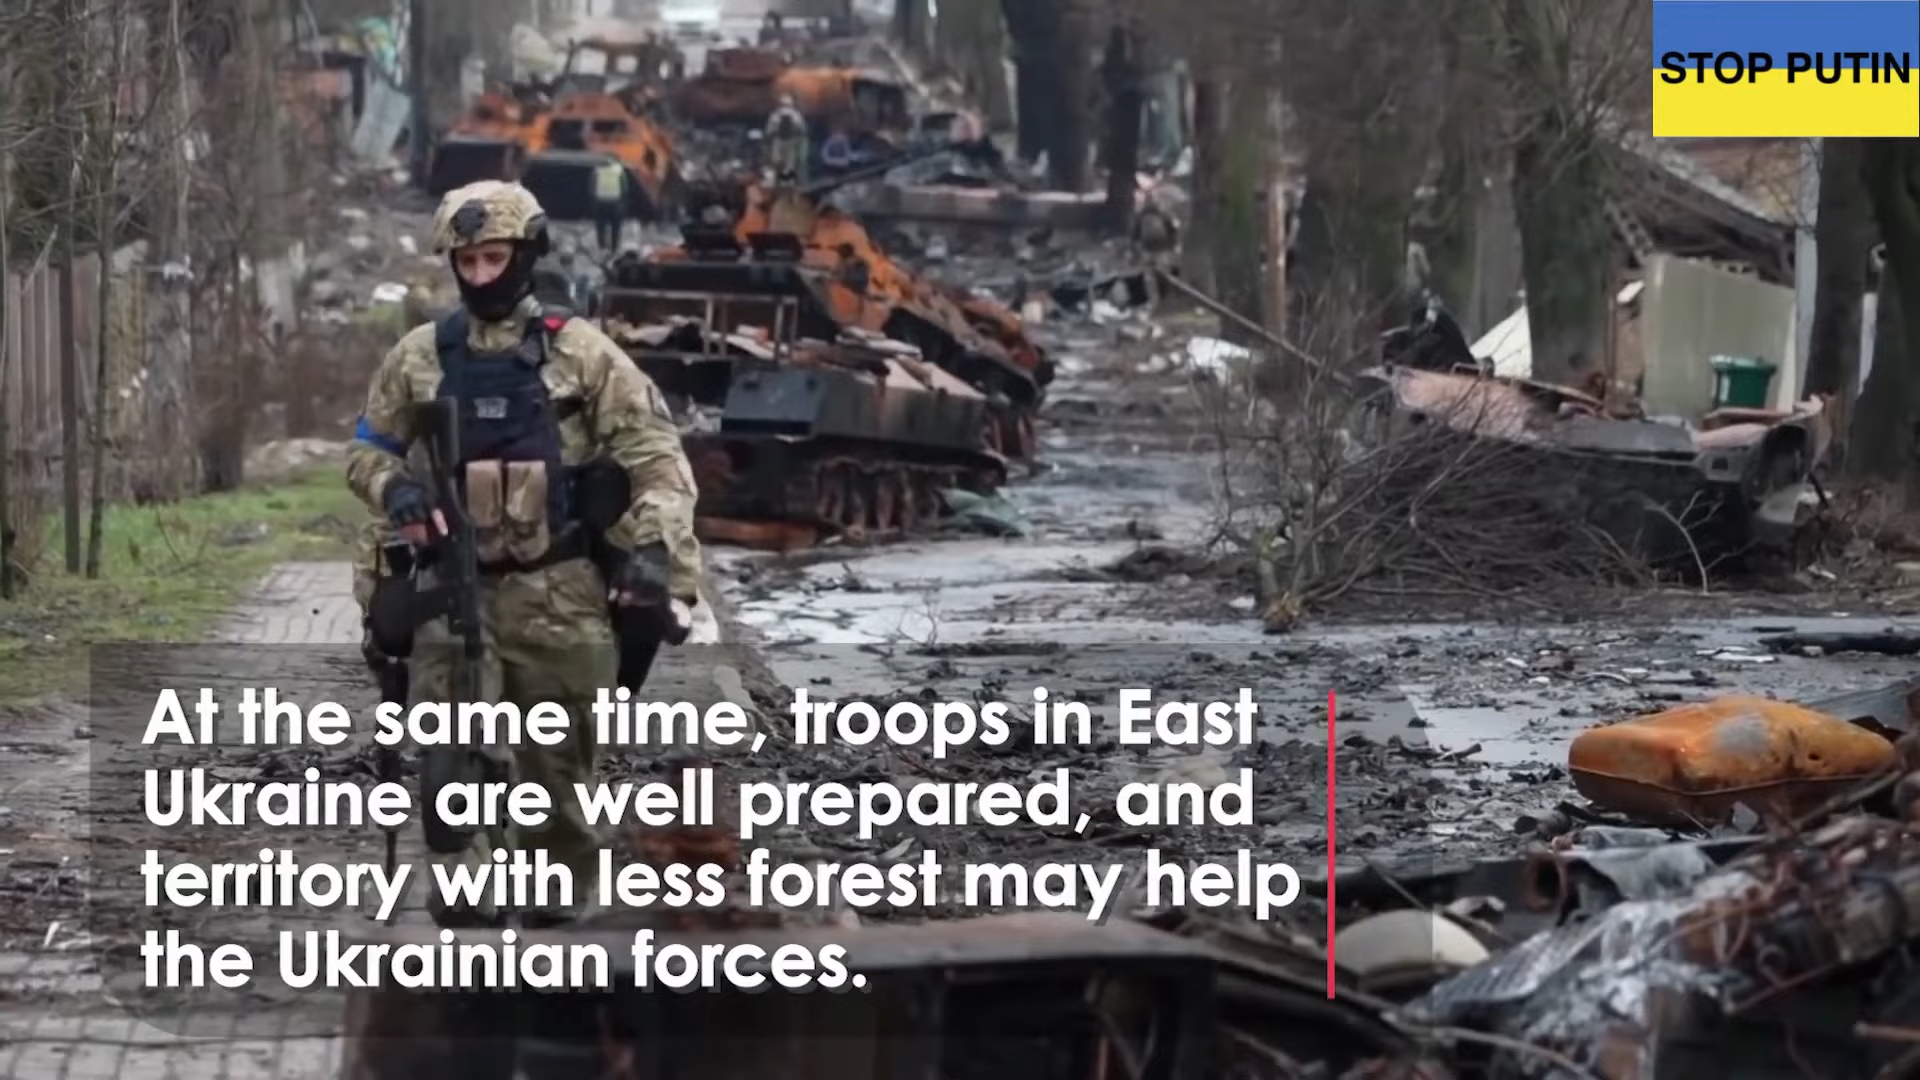 STOP PUTIN
At the same time, troops in East
Ukraine are well prepared, and
territory with less forest may help
the Ukrainian forces.